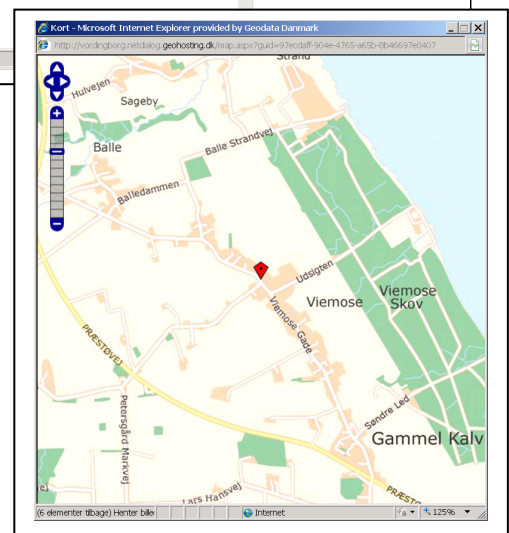 Kort - Microsoft Internet Explorer provided by Geodata Danmark
http://vordingborg.netdialog.geohosting.dk/map.aspx?guid=97ecdaff-904e-4765-a65b-8b46697e0407
Strand
Hulvejen
Sageby
Balle
Balle Strandvej
Balledammen
Udsigten
Viemose
Viemose
Skov
Viemose Gade
PRÆSTØVEJ
Petersgård Markvej
Søndre Led
Gammel Kalv
Lars Hansvej
PRÆSTØ
(6 elementer tilbage) Henter bille
Internet
125%